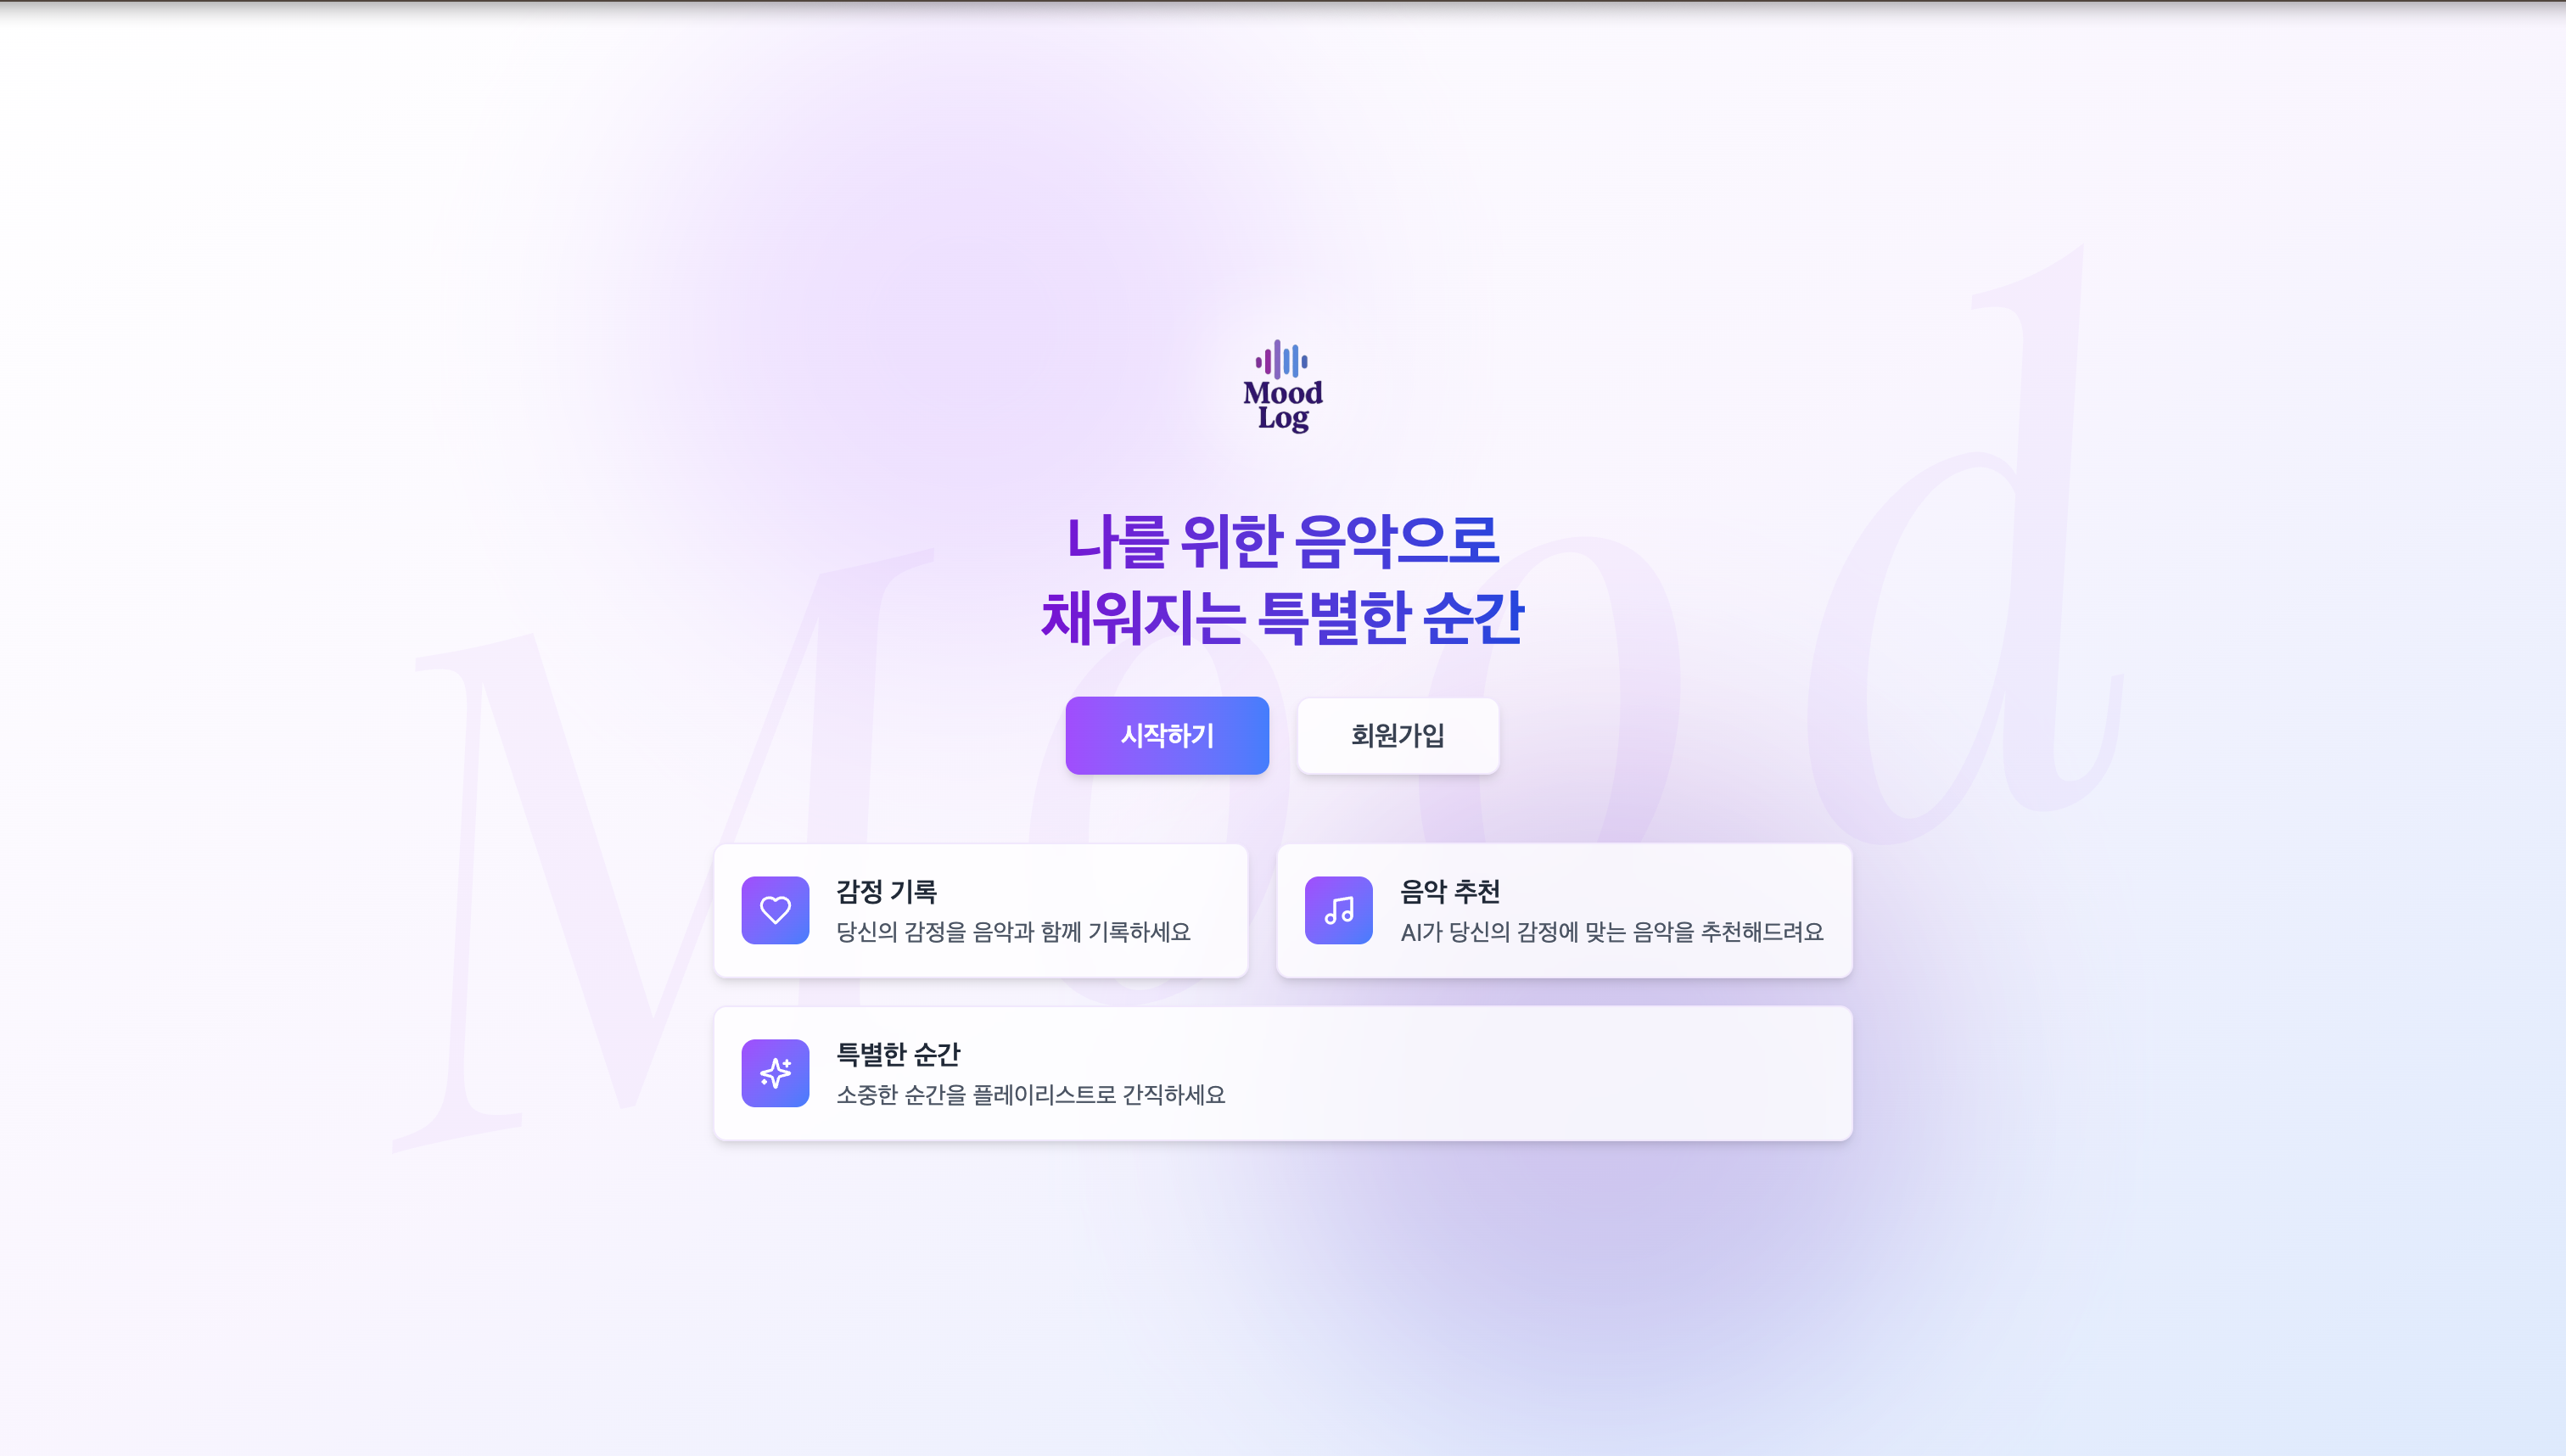 Mood
Log
나를 위한 음악으로
채워지는 특별한 순간
시작하기
회원가입
감정 기록
당신의 감정을 음악과 함께 기록하세요
음악 추천
AI가 당신의 감정에 맞는 음악을 추천해드려요
특별한 순간
소중한 순간을 플레이리스트로 간직하세요
Mood